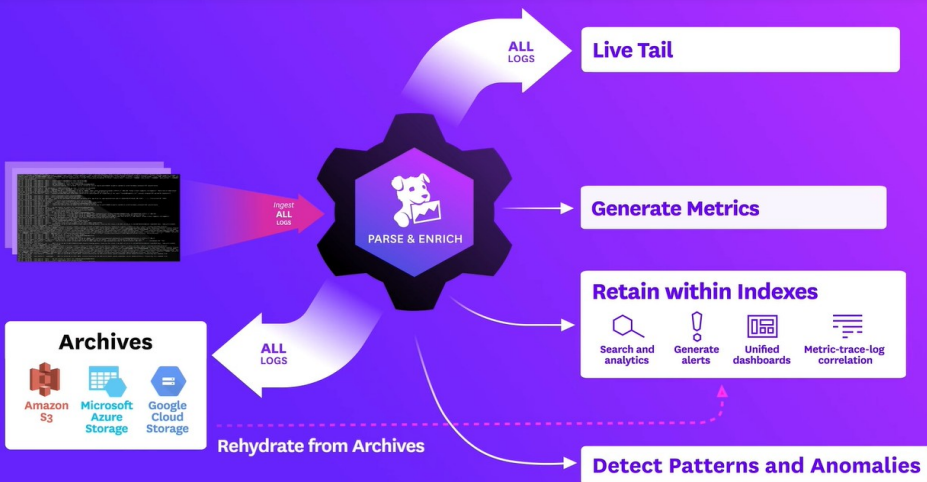 ALL
LOGS
Live Tail
Ingest
ALL
LOGS
PARSE & ENRICH
Generate Metrics
Retain within Indexes
Search and
analytics
Generate
alerts
Unified
dashboards
Metric-trace-log
correlation
Archives
Amazon
S3
Microsoft
Azure
Storage
Google
Cloud
Storage
ALL
LOGS
Rehydrate from Archives
Detect Patterns and Anomalies